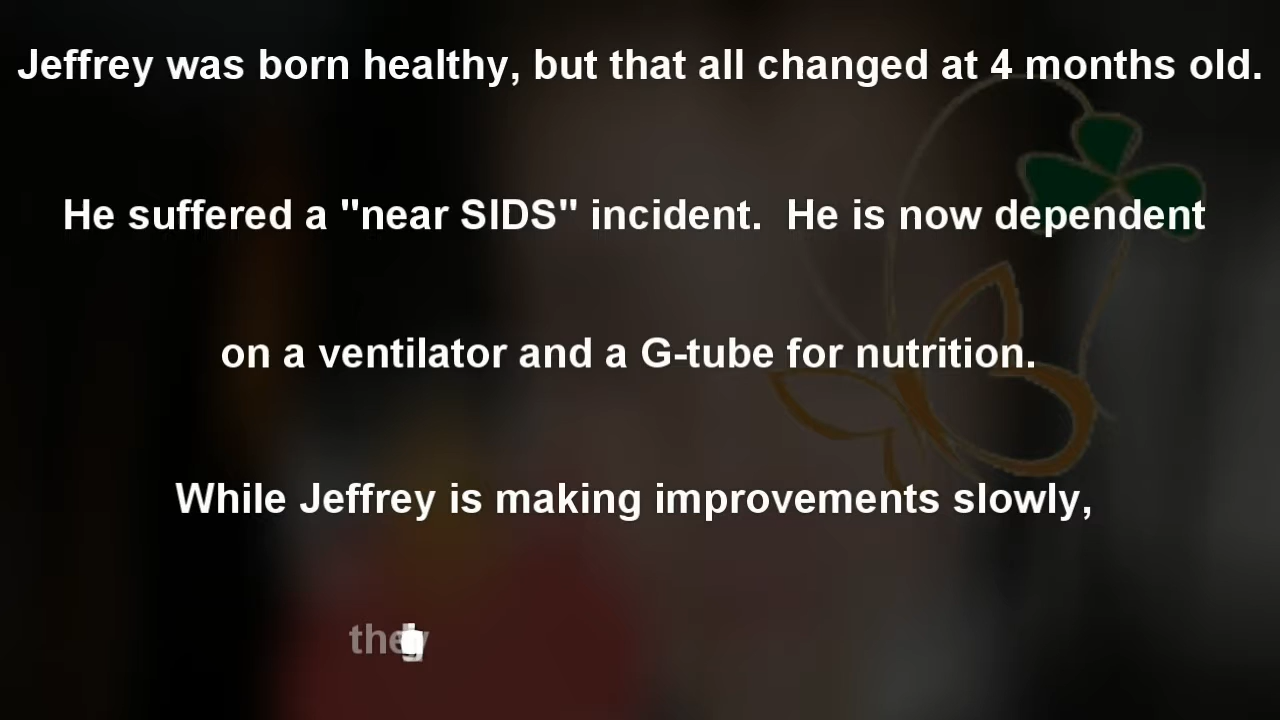 Jeffrey was born healthy, but that all changed at 4 months old.
He suffered a "near SIDS" incident.  He is now dependent
on a ventilator and a G-tube for nutrition.
While Jeffrey is making improvements slowly,
they